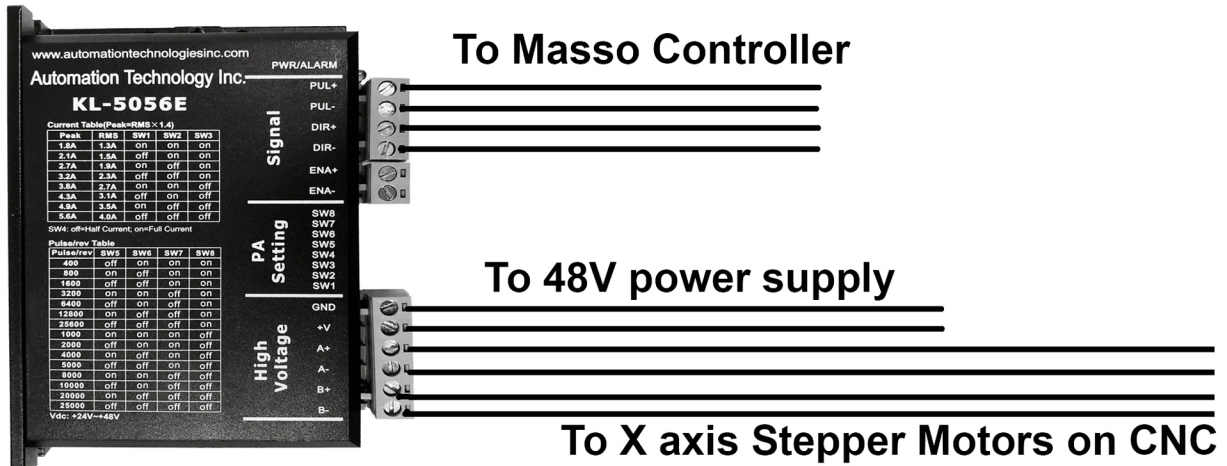 To Masso Controller
www.automationtechnologiesinc.com
PWR/ALARM
Automation Technology Inc.
KL-5056E
Current Table(Peak=RMS×1.4)
Peak RMS SW1 SW2 SW3
1.8A 1.3A on on on
2.1A 1.5A off on on
2.7A 1.9A on off on
3.2A 2.3A off off on
3.8A 2.7A on on off
4.3A 3.1A off on off
4.9A 3.5A on off off
5.6A 4.0A off off off
SW4: off=Half Current; on=Full Current
Pulse/rev Table
Pulse/rev SW5 SW6 SW7 SW8
400 off on on on
800 on off on on
1600 off off on on
3200 on on off on
6400 off on off on
12800 on off off on
25600 off off off on
1000 on on on off
2000 off on on off
4000 on off on off
5000 off off on off
8000 on on off off
10000 off on off off
20000 on off off off
25000 off off off off
Vdc: +24V~+48V
Signal
PUL+
PUL-
DIR+
DIR-
ENA+
ENA-
PA
Setting
SW8
SW7
SW6
SW5
SW4
SW3
SW2
SW1
High
Voltage
GND
+V
A+
A-
B+
B-
To 48V power supply
To X axis Stepper Motors on CNC